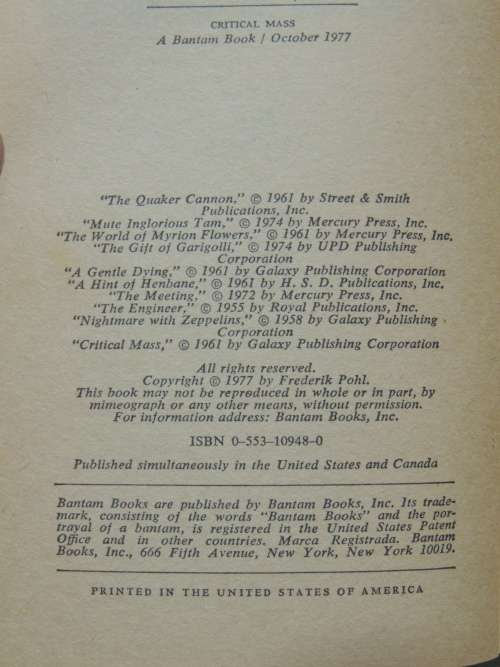 CRITICAL MASS
A Bantam Book / October 1977
"The Quaker Cannon," © 1961 by Street & Smith
Publications, Inc.
"Mute Inglorious Tam," © 1974 by Mercury Press, Inc.
"The World of Myrion Flowers," © 1961 by Mercury Press, Inc.
"The Gift of Garigolli," © 1974 by UPD Publishing
Corporation
"A Gentle Dying," © 1961 by Galaxy Publishing Corporation
"A Hint of Henbane," © 1961 by H. S. D. Publications, Inc.
"The Meeting," © 1972 by Mercury Press, Inc.
"The Engineer," © 1955 by Royal Publications, Inc.
"Nightmare with Zeppelins," © 1958 by Galaxy Publishing
Corporation
"Critical Mass," © 1961 by Galaxy Publishing Corporation
All rights reserved.
Copyright © 1977 by Frederik Pohl.
This book may not be reproduced in whole or in part, by
mimeograph or any other means, without permission.
For information address: Bantam Books, Inc.
ISBN 0-553-10948-0
Published simultaneously in the United States and Canada
Bantam Books are published by Bantam Books, Inc. Its trade-
mark, consisting of the words "Bantam Books" and the por-
trayal of a bantam, is registered in the United States Patent
Office and in other countries. Marca Registrada. Bantam
Books, Inc., 666 Fifth Avenue, New York, New York 10019.
PRINTED IN THE UNITED STATES OF AMERICA